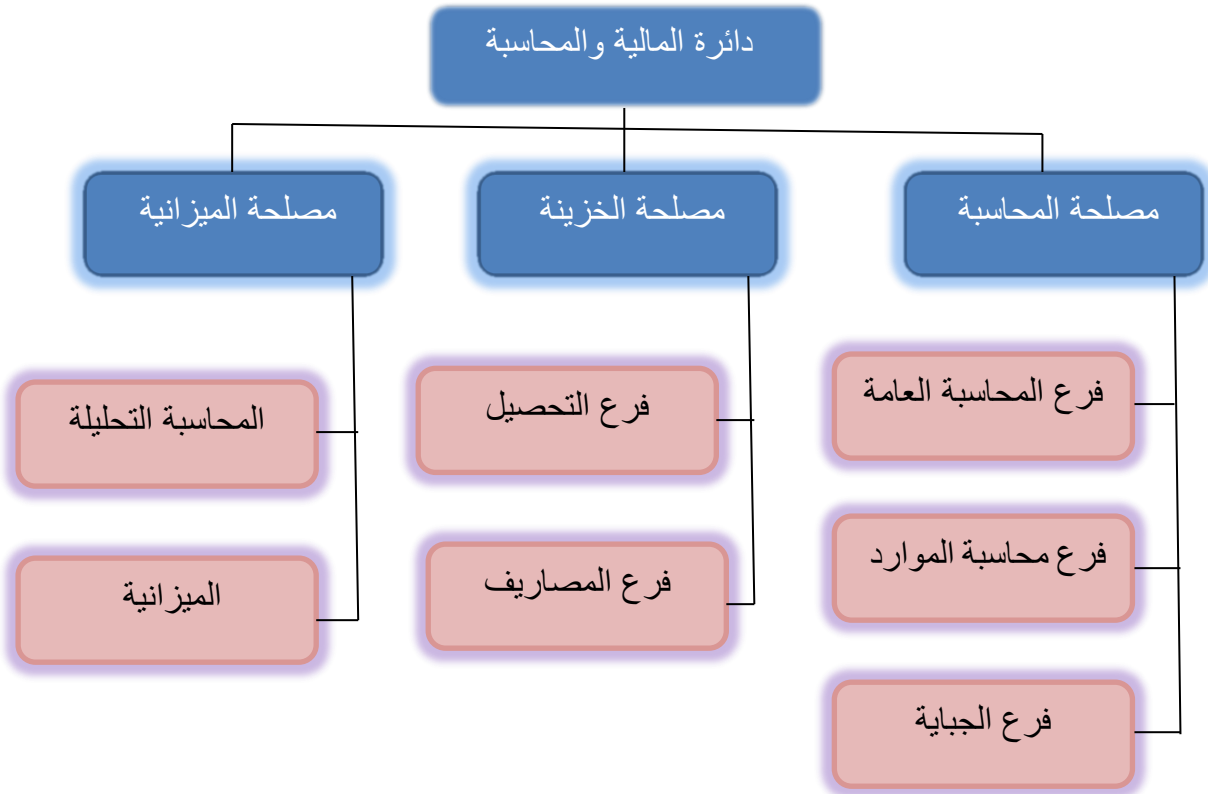 دائرة المالية والمحاسبة
مصلحة المحاسبة
مصلحة الخزينة
مصلحة الميزانية
فرع المحاسبة العامة
فرع محاسبة الموارد
فرع الجباية
فرع التحصيل
فرع المصاريف
المحاسبة التحليلة
الميزانية